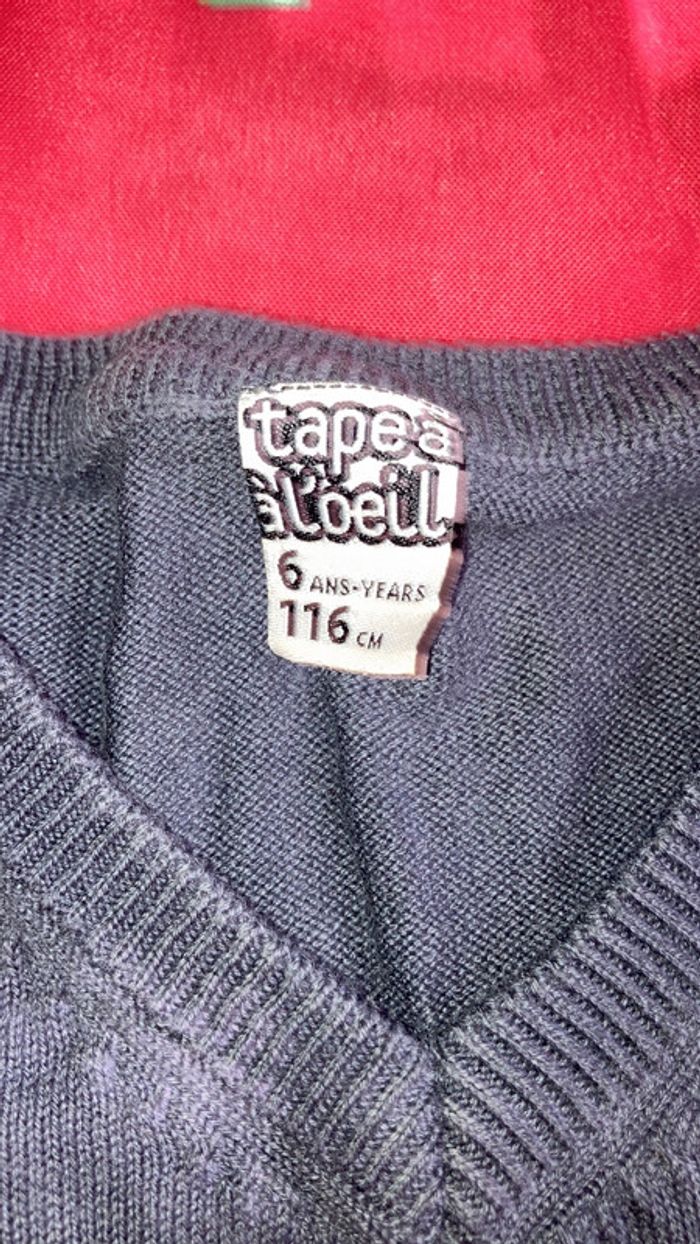 tape à
à l'oeil
6 ANS-YEARS
116 CM